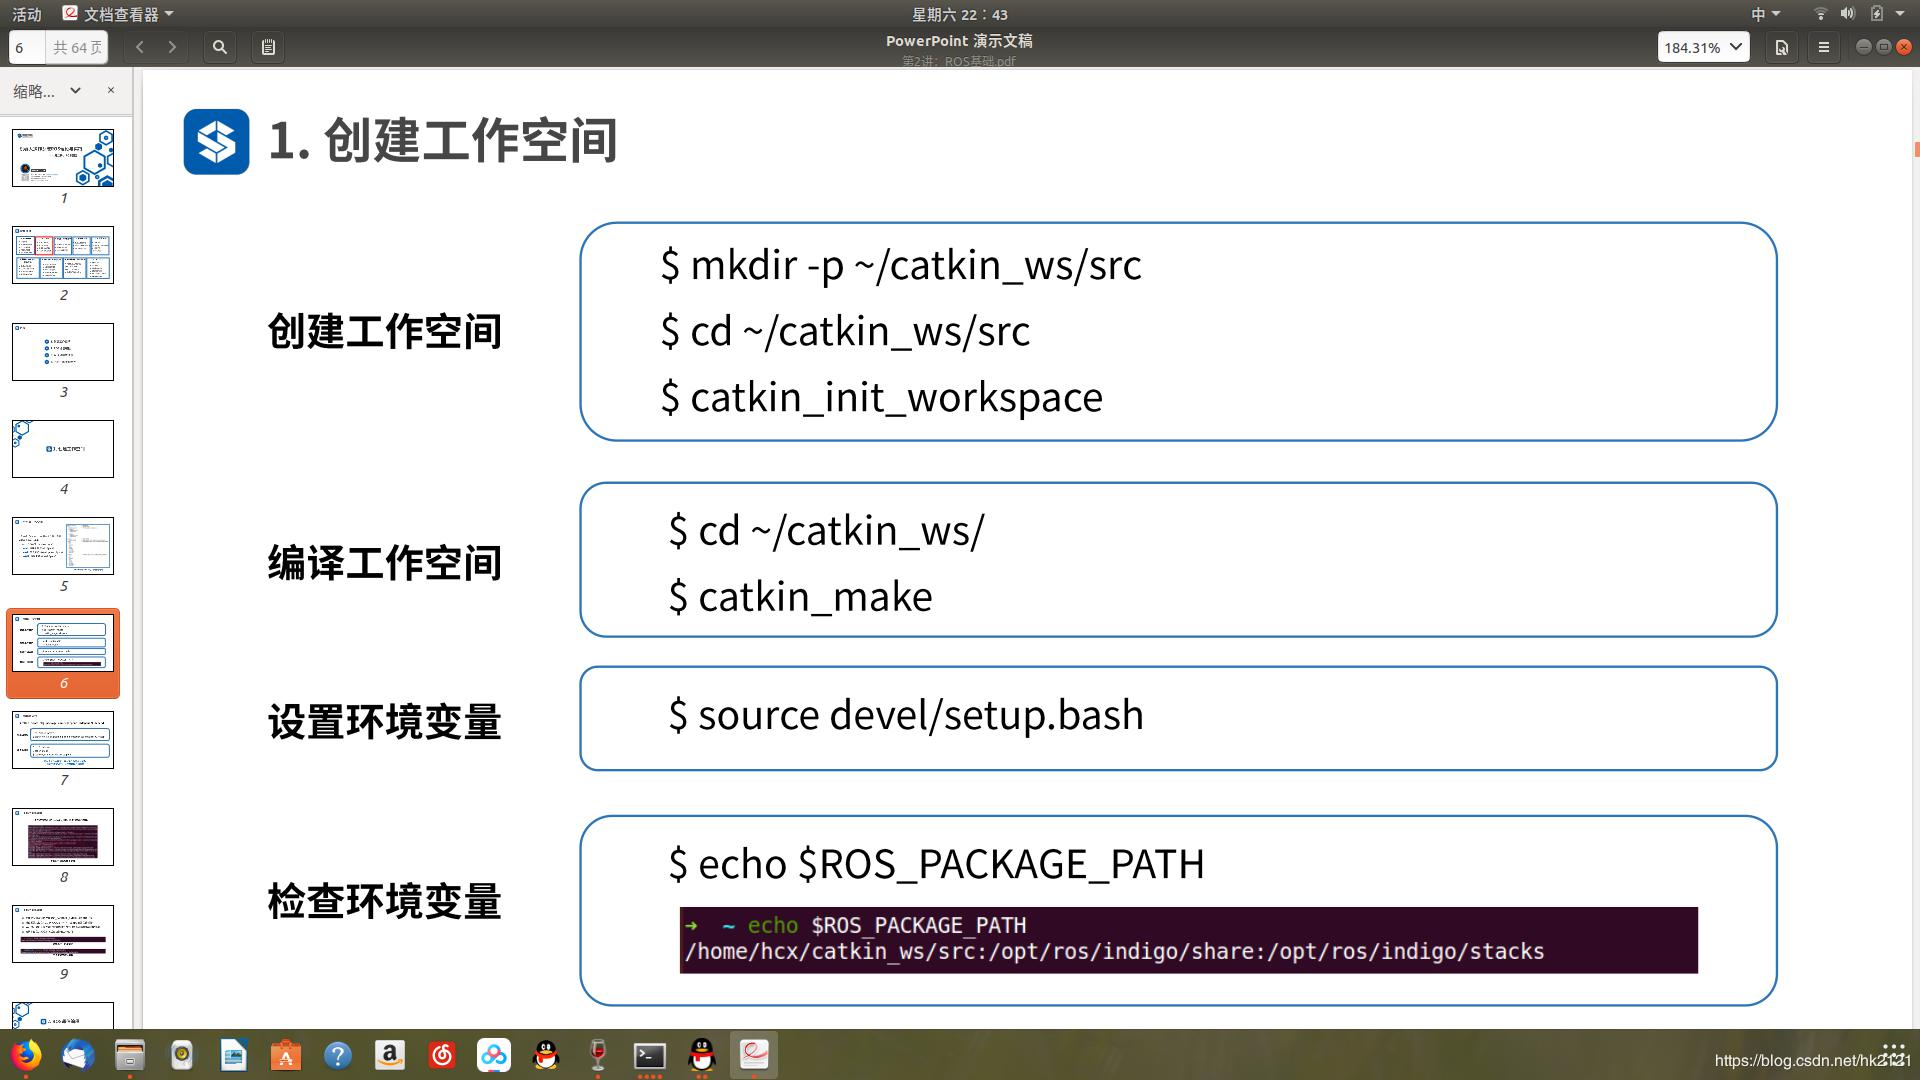 活动 文档查看器 星期六 22：43 中
6 共 64 页 PowerPoint 演示文稿 184.31%
第2讲：ROS基础.pdf
缩略...
1. 创建工作空间
创建工作空间
$ mkdir -p ~/catkin_ws/src
$ cd ~/catkin_ws/src
$ catkin_init_workspace
编译工作空间
$ cd ~/catkin_ws/
$ catkin_make
设置环境变量
$ source devel/setup.bash
检查环境变量
$ echo $ROS_PACKAGE_PATH
➜ ~ echo $ROS_PACKAGE_PATH
/home/hcx/catkin_ws/src:/opt/ros/indigo/share:/opt/ros/indigo/stacks
1
2
3
4
5
6
7
8
9